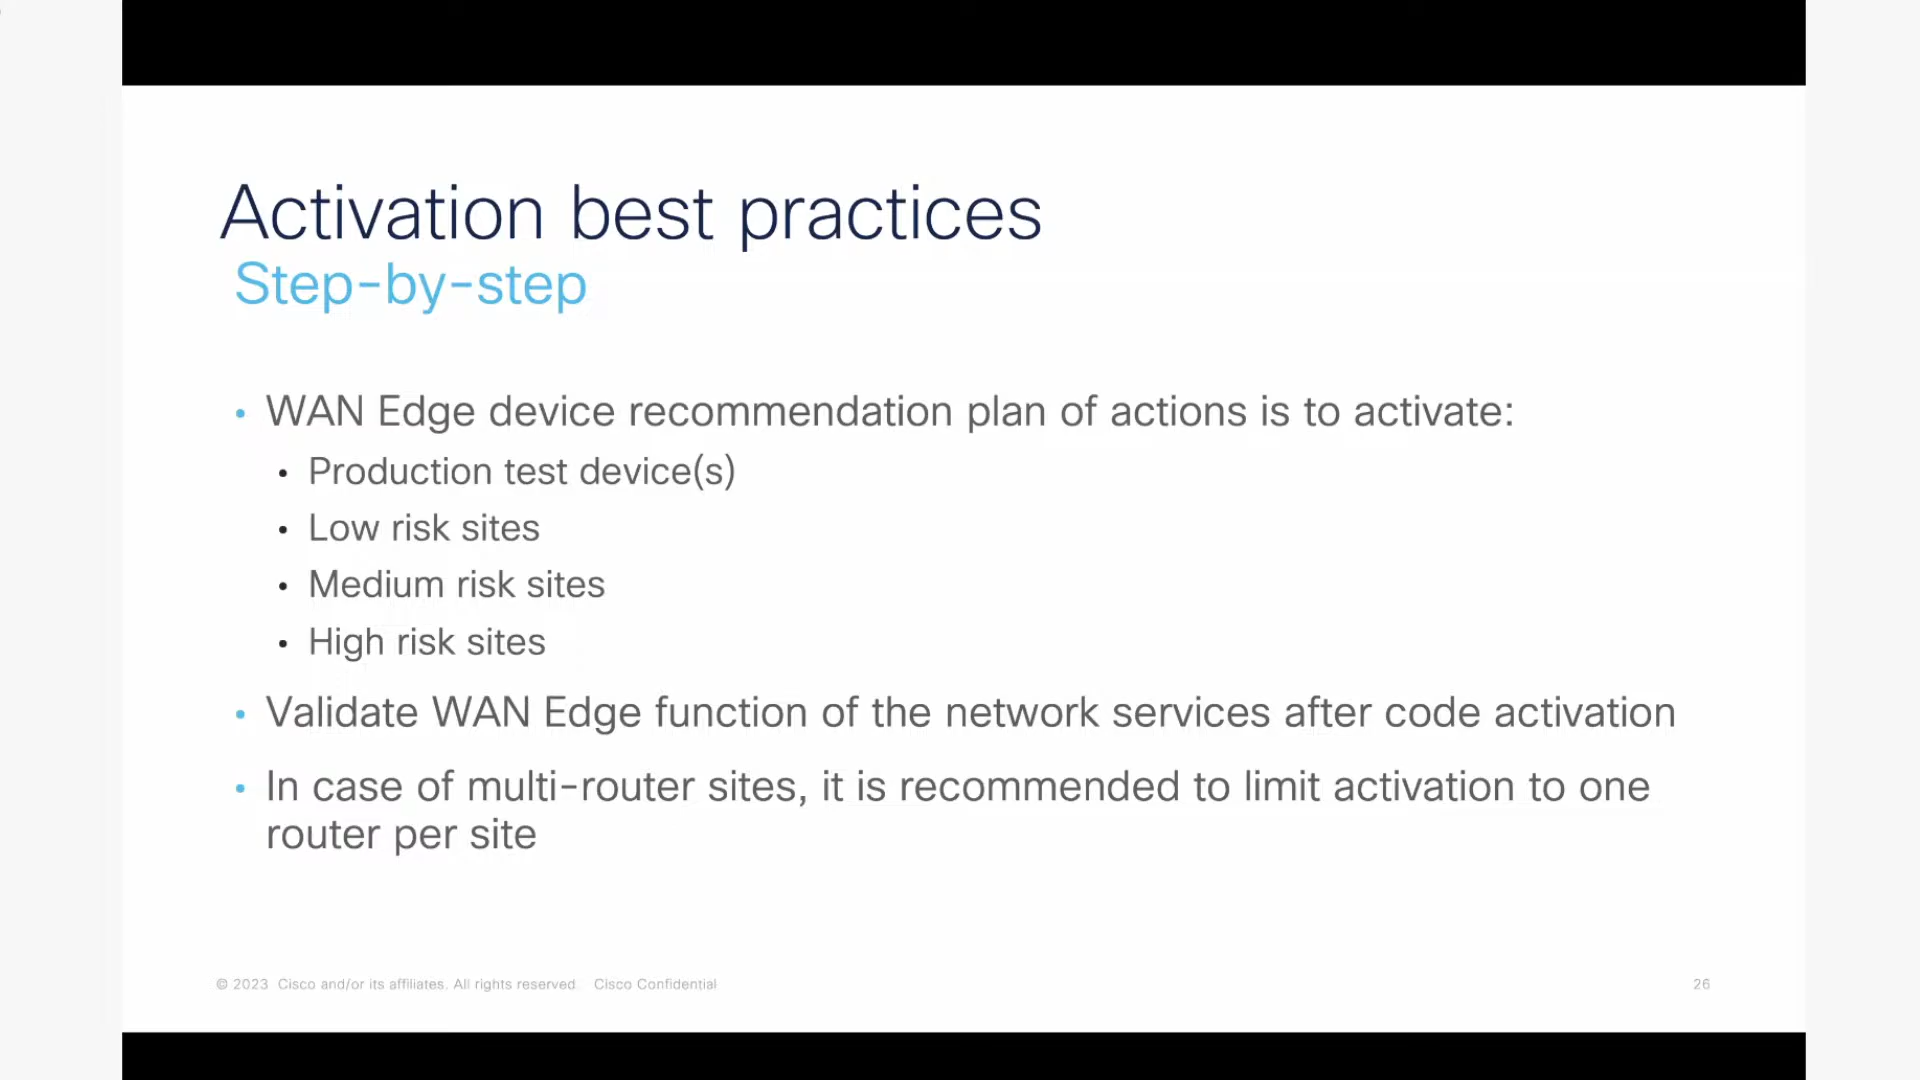 Activation best practices
Step-by-step
• WAN Edge device recommendation plan of actions is to activate:
• Production test device(s)
• Low risk sites
• Medium risk sites
• High risk sites
• Validate WAN Edge function of the network services after code activation
• In case of multi-router sites, it is recommended to limit activation to one
router per site
© 2023 Cisco and/or its affiliates. All rights reserved. Cisco Confidential
26